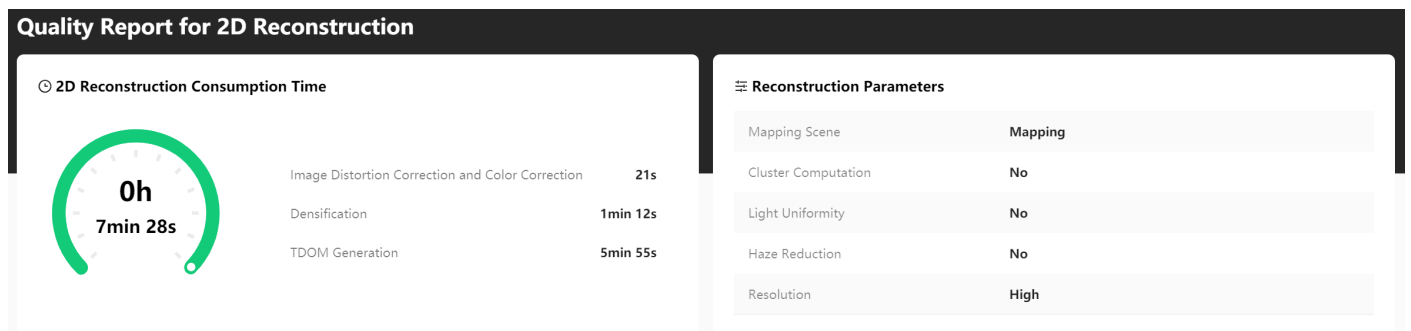 Quality Report for 2D Reconstruction
2D Reconstruction Consumption Time
0h
7min 28s
Image Distortion Correction and Color Correction 21s
Densification 1min 12s
TDOM Generation 5min 55s
Reconstruction Parameters
Mapping Scene Mapping
Cluster Computation No
Light Uniformity No
Haze Reduction No
Resolution High